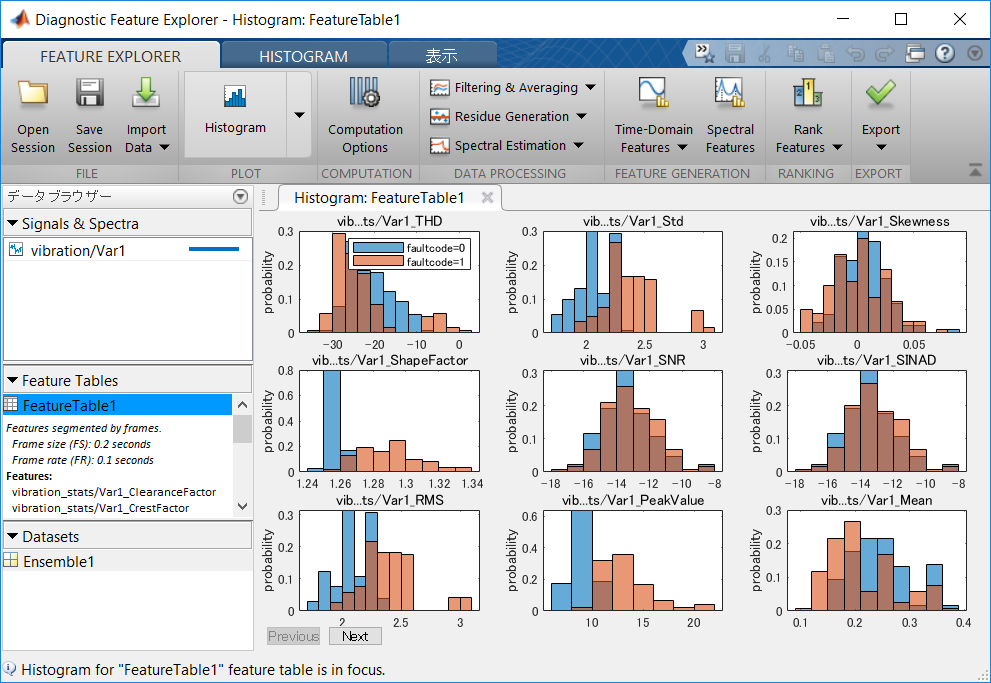 Diagnostic Feature Explorer - Histogram: FeatureTable1
FEATURE EXPLORER HISTOGRAM 表示
Open Session
Save Session
Import Data
Histogram
Computation Options
Filtering & Averaging
Residue Generation
Spectral Estimation
Time-Domain Features
Spectral Features
Rank Features
Export
FILE PLOT COMPUTATION DATA PROCESSING FEATURE GENERATION RANKING EXPORT
データ ブラウザー
Signals & Spectra
vibration/Var1
Feature Tables
FeatureTable1
Features segmented by frames.
Frame size (FS): 0.2 seconds
Frame rate (FR): 0.1 seconds
Features:
vibration_stats/Var1_ClearanceFactor
vibration_stats/Var1_CrestFactor
Datasets
Ensemble1
Histogram: FeatureTable1
vib...ts/Var1_THD
probability
0.3
0.2
0.1
0
-30 -20 -10 0
faultcode=0
faultcode=1
vib...ts/Var1_Std
probability
0.3
0.2
0.1
0
2 2.5 3
vib...ts/Var1_Skewness
probability
0.2
0.15
0.1
0.05
0
-0.05 0 0.05
vib...ts/Var1_ShapeFactor
probability
0.8
0.6
0.4
0.2
0
1.24 1.26 1.28 1.3 1.32 1.34
vib...ts/Var1_SNR
probability
0.3
0.2
0.1
0
-18 -16 -14 -12 -10 -8
vib...ts/Var1_SINAD
probability
0.3
0.2
0.1
0
-18 -16 -14 -12 -10 -8
vib...ts/Var1_RMS
probability
0.3
0.2
0.1
0
2 2.5 3
vib...ts/Var1_PeakValue
probability
0.6
0.4
0.2
0
10 15 20
vib...ts/Var1_Mean
probability
0.3
0.2
0.1
0
0.1 0.2 0.3 0.4
Previous Next
Histogram for "FeatureTable1" feature table is in focus.